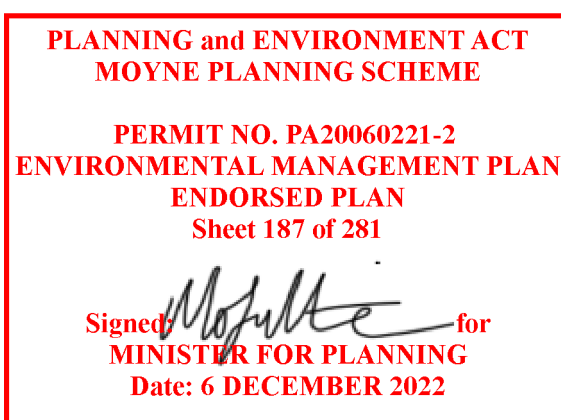 PLANNING and ENVIRONMENT ACT
MOYNE PLANNING SCHEME
PERMIT NO. PA20060221-2
ENVIRONMENTAL MANAGEMENT PLAN
ENDORSED PLAN
Sheet 187 of 281
Signed: for
MINISTER FOR PLANNING
Date: 6 DECEMBER 2022